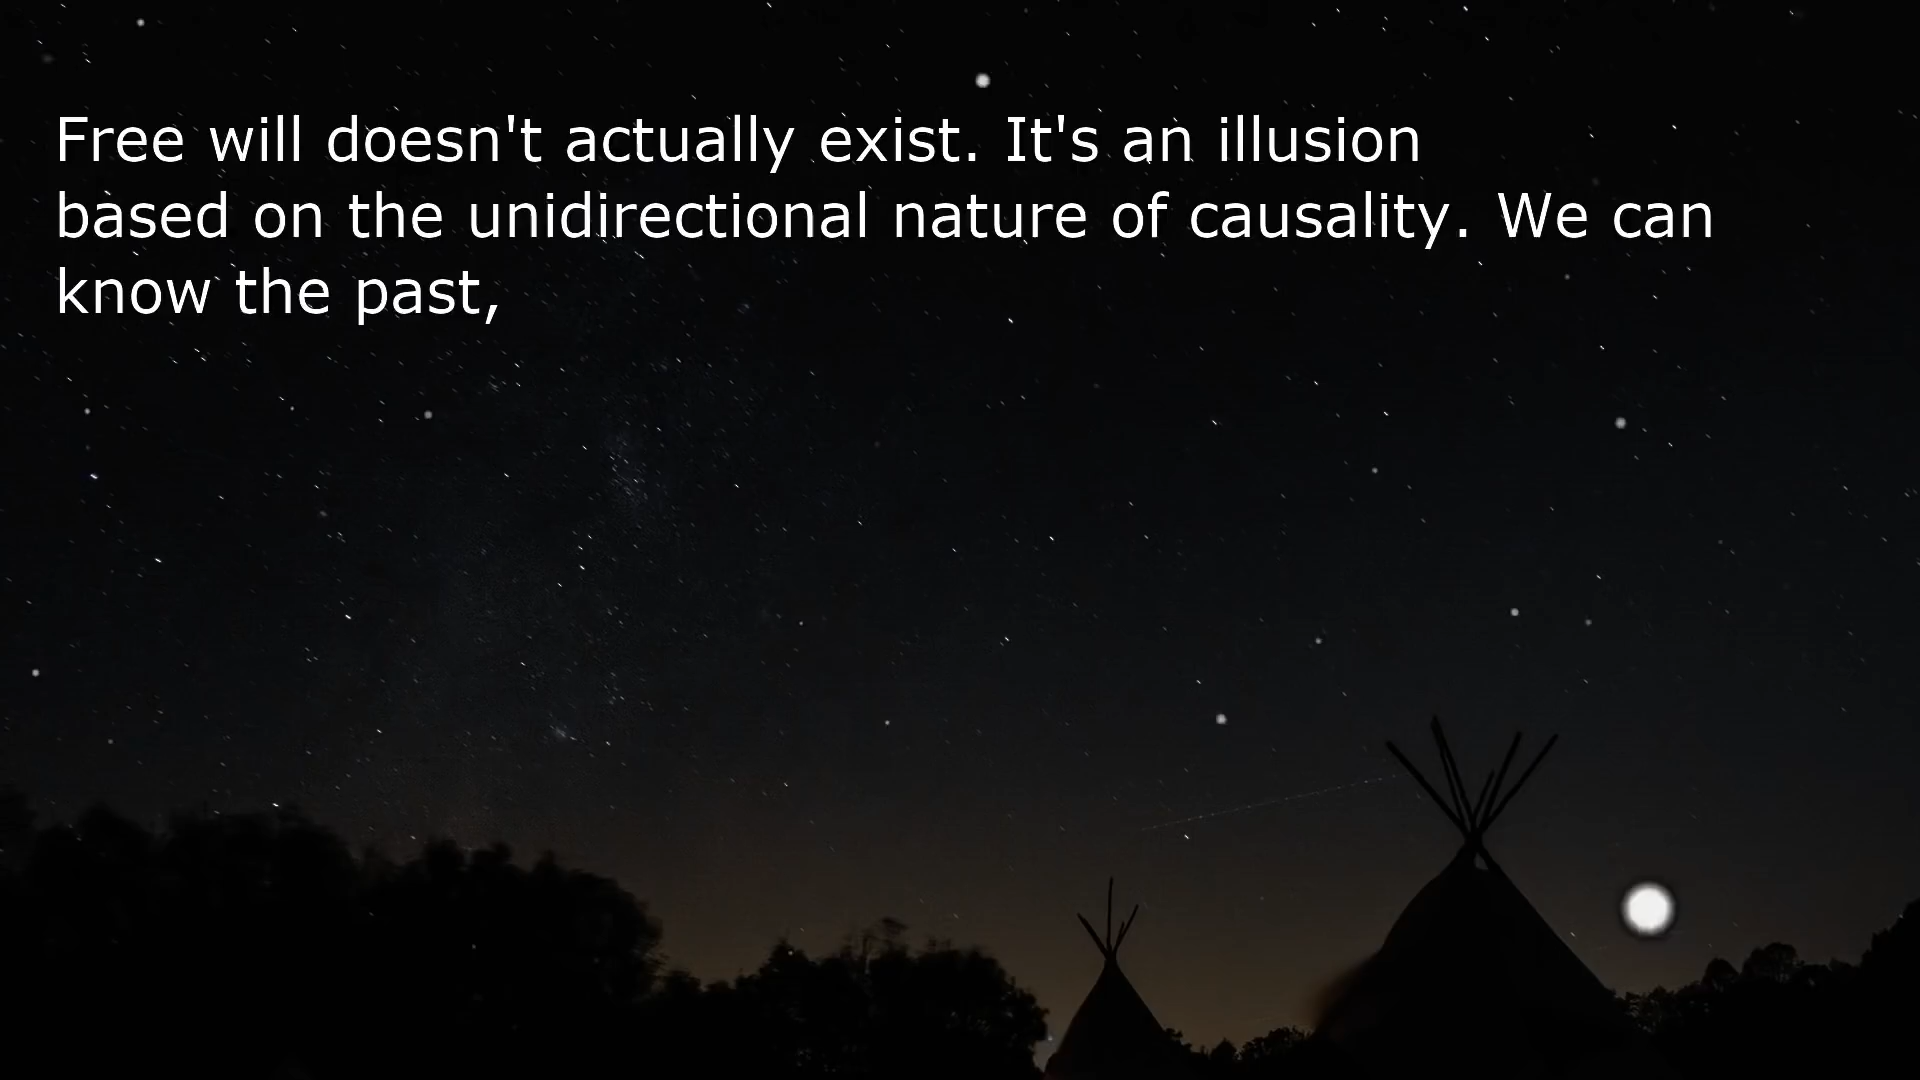 Free will doesn't actually exist. It's an illusion
based on the unidirectional nature of causality. We can
know the past,